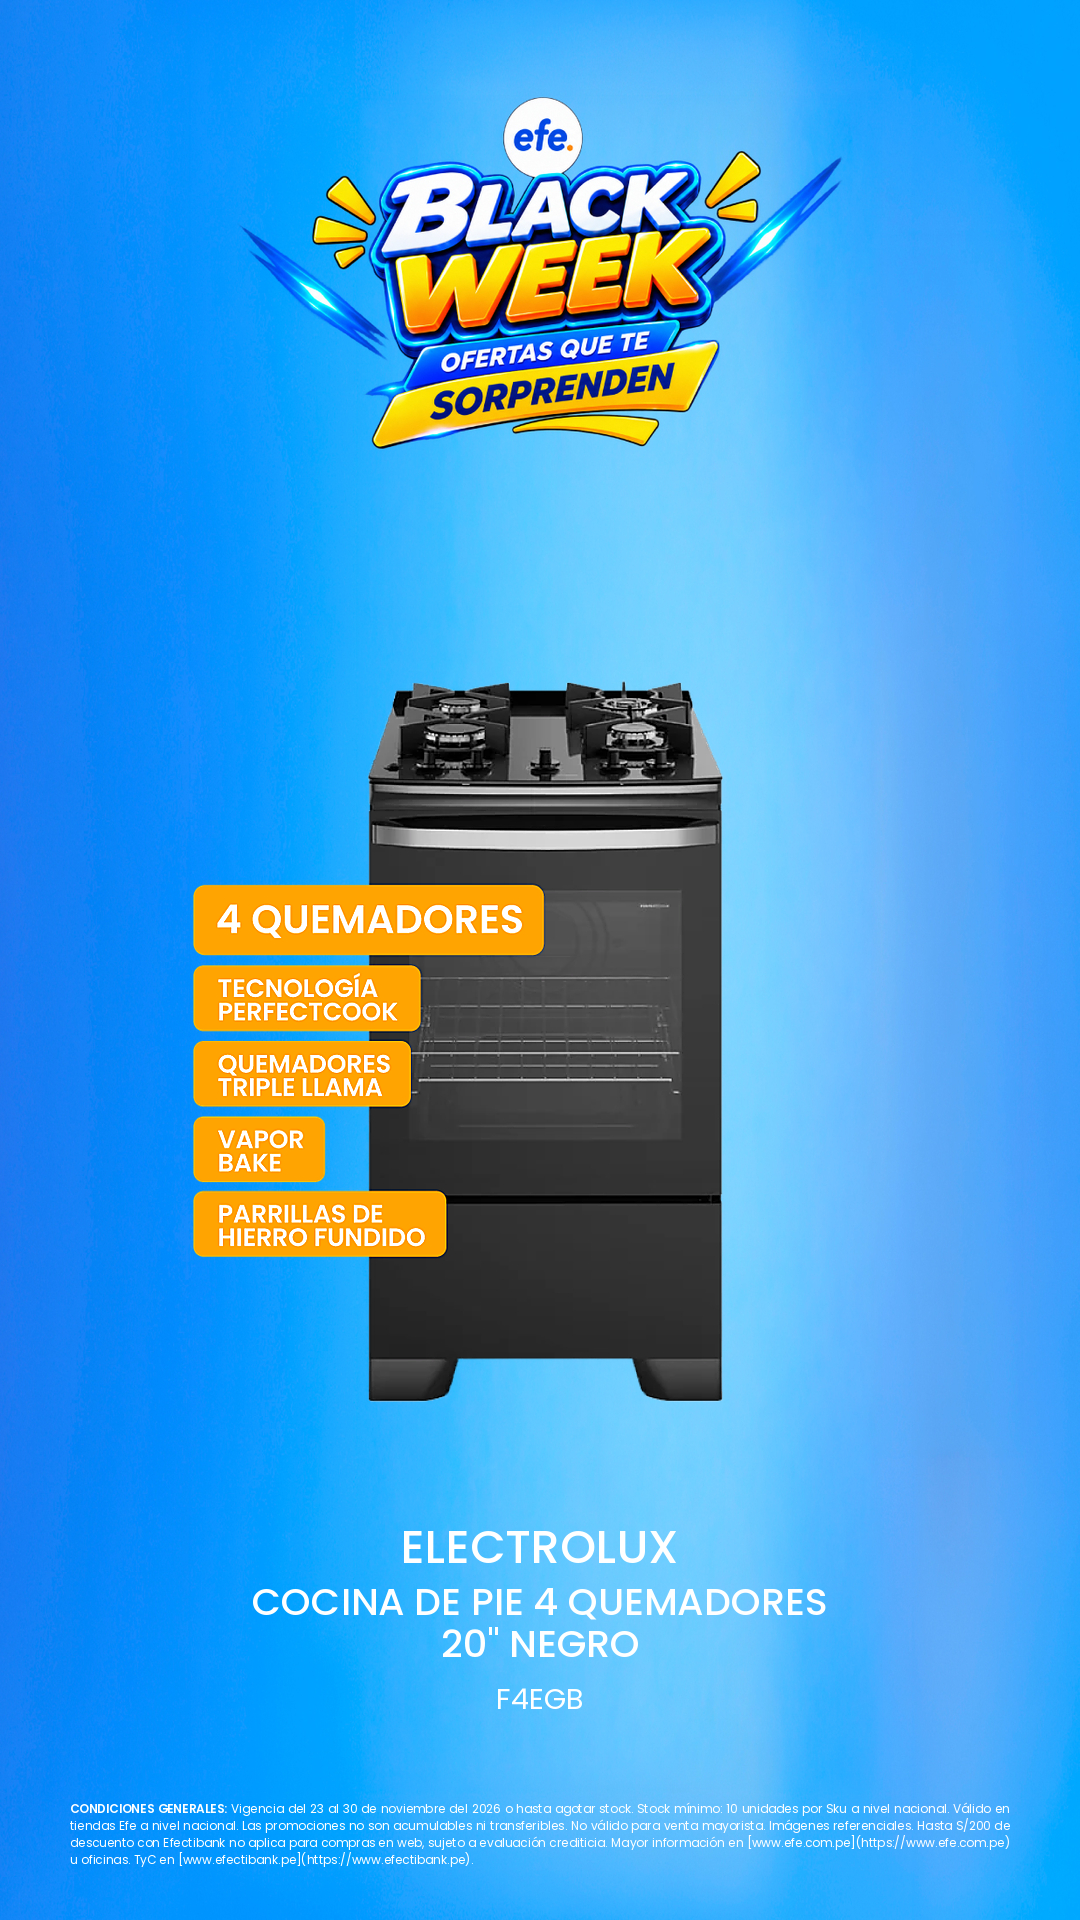 efe.
BLACK
WEEK
OFERTAS QUE TE
SORPRENDEN
4 QUEMADORES
TECNOLOGÍA
PERFECTCOOK
QUEMADORES
TRIPLE LLAMA
VAPOR
BAKE
PARRILLAS DE
HIERRO FUNDIDO
ELECTROLUX
COCINA DE PIE 4 QUEMADORES
20" NEGRO
F4EGB
CONDICIONES GENERALES: Vigencia del 23 al 30 de noviembre del 2026 o hasta agotar stock. Stock mínimo: 10 unidades por Sku a nivel nacional. Válido en
tiendas Efe a nivel nacional. Las promociones no son acumulables ni transferibles. No válido para venta mayorista. Imágenes referenciales. Hasta S/200 de
descuento con Efectibank no aplica para compras en web, sujeto a evaluación crediticia. Mayor información en [www.efe.com.pe](https://www.efe.com.pe)
u oficinas. TyC en [www.efectibank.pe](https://www.efectibank.pe).